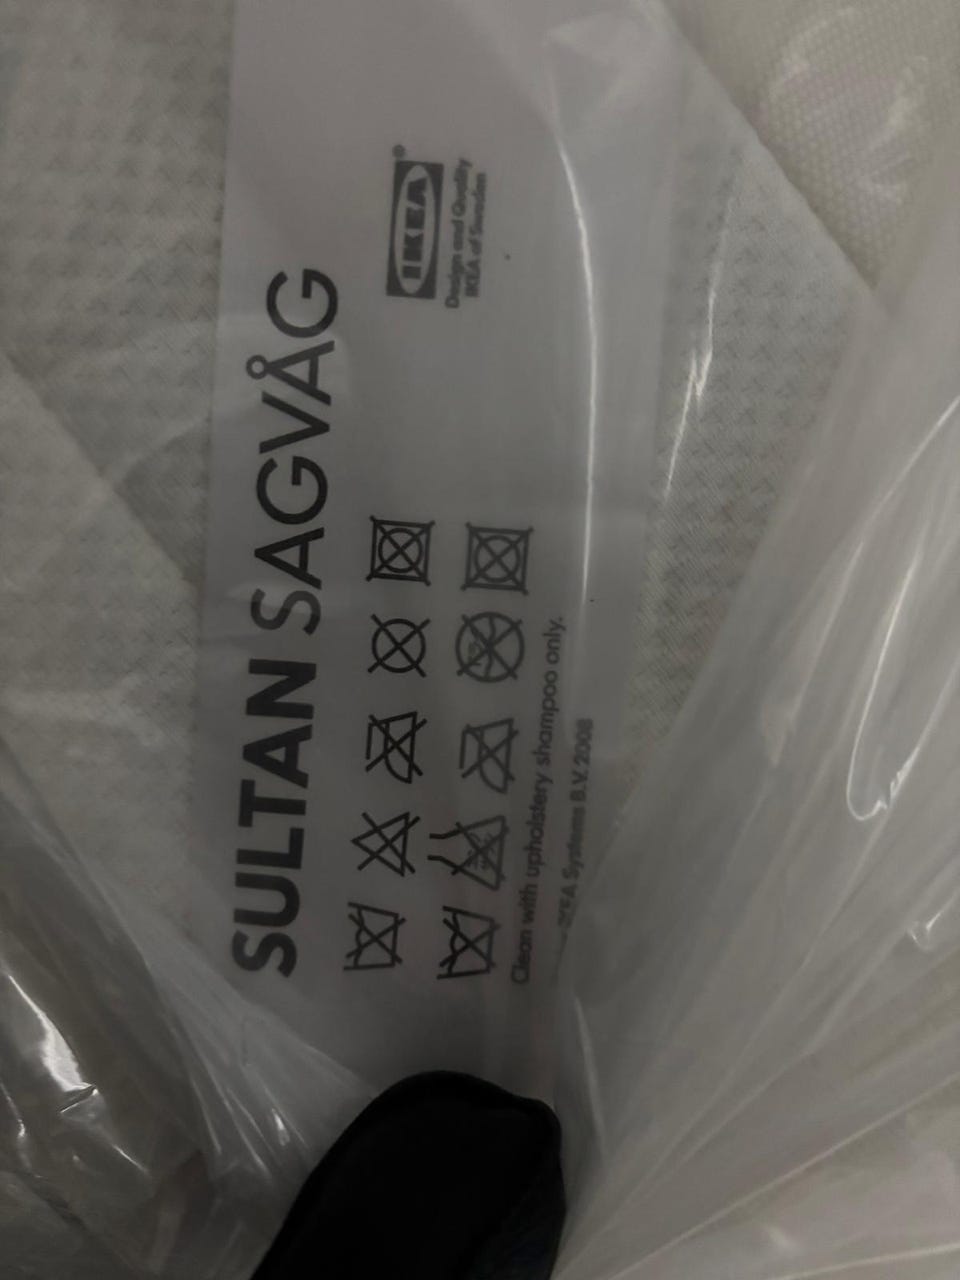 SULTAN SAGVÅG
IKEA®
Design and Quality
IKEA of Sweden
Clean with upholstery shampoo only.
Systems B.V. 2008